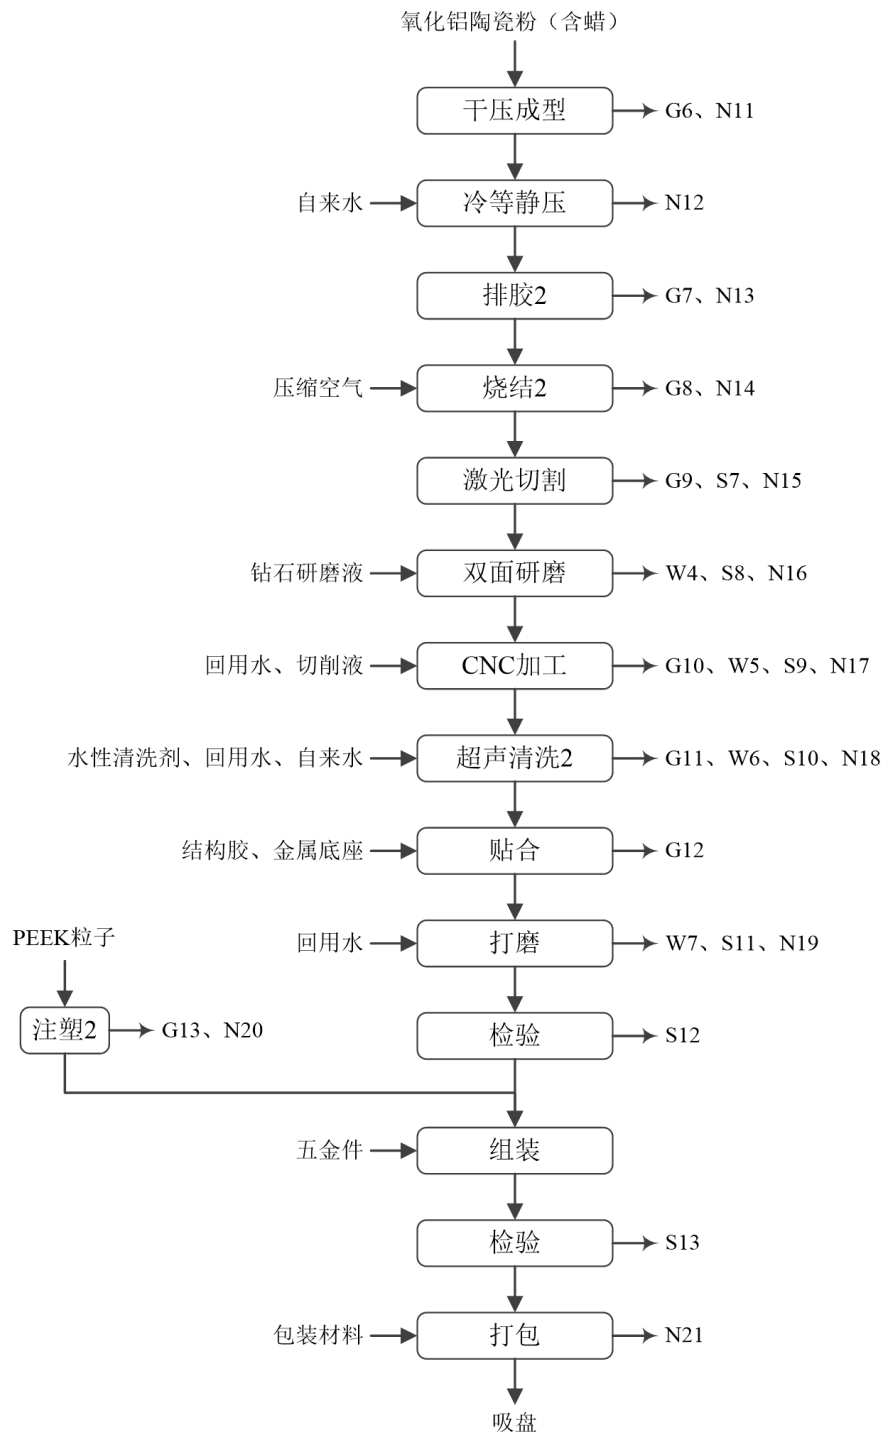 氧化铝陶瓷粉（含蜡）
干压成型
G6、N11
自来水
冷等静压
N12
排胶2
G7、N13
压缩空气
烧结2
G8、N14
激光切割
G9、S7、N15
钻石研磨液
双面研磨
W4、S8、N16
回用水、切削液
CNC加工
G10、W5、S9、N17
水性清洗剂、回用水、自来水
超声清洗2
G11、W6、S10、N18
结构胶、金属底座
贴合
G12
PEEK粒子
回用水
打磨
W7、S11、N19
注塑2
G13、N20
检验
S12
五金件
组装
检验
S13
包装材料
打包
N21
吸盘